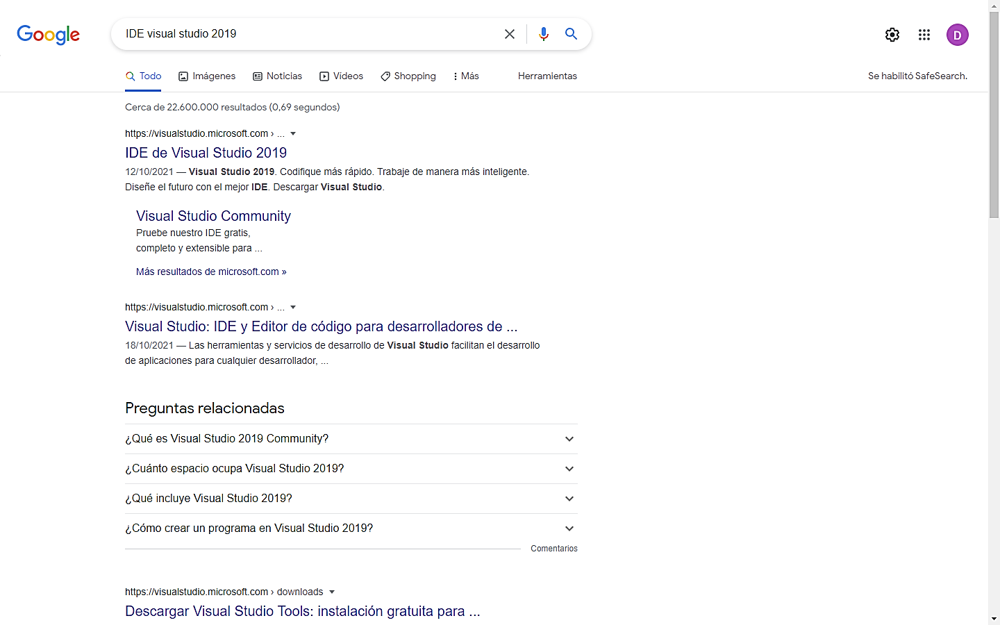 Google
IDE visual studio 2019
D
Todo
Imágenes
Noticias
Videos
Shopping
Más
Herramientas
Se habilitó SafeSearch.
Cerca de 22.600.000 resultados (0,69 segundos)
https://visualstudio.microsoft.com › ...
IDE de Visual Studio 2019
12/10/2021 — Visual Studio 2019. Codifique más rápido. Trabaje de manera más inteligente.
Diseñe el futuro con el mejor IDE. Descargar Visual Studio.
Visual Studio Community
Pruebe nuestro IDE gratis,
completo y extensible para ...
Más resultados de microsoft.com »
https://visualstudio.microsoft.com › ...
Visual Studio: IDE y Editor de código para desarrolladores de ...
18/10/2021 — Las herramientas y servicios de desarrollo de Visual Studio facilitan el desarrollo
de aplicaciones para cualquier desarrollador, ...
Preguntas relacionadas
¿Qué es Visual Studio 2019 Community?
¿Cuánto espacio ocupa Visual Studio 2019?
¿Qué incluye Visual Studio 2019?
¿Cómo crear un programa en Visual Studio 2019?
Comentarios
https://visualstudio.microsoft.com › downloads
Descargar Visual Studio Tools: instalación gratuita para ...